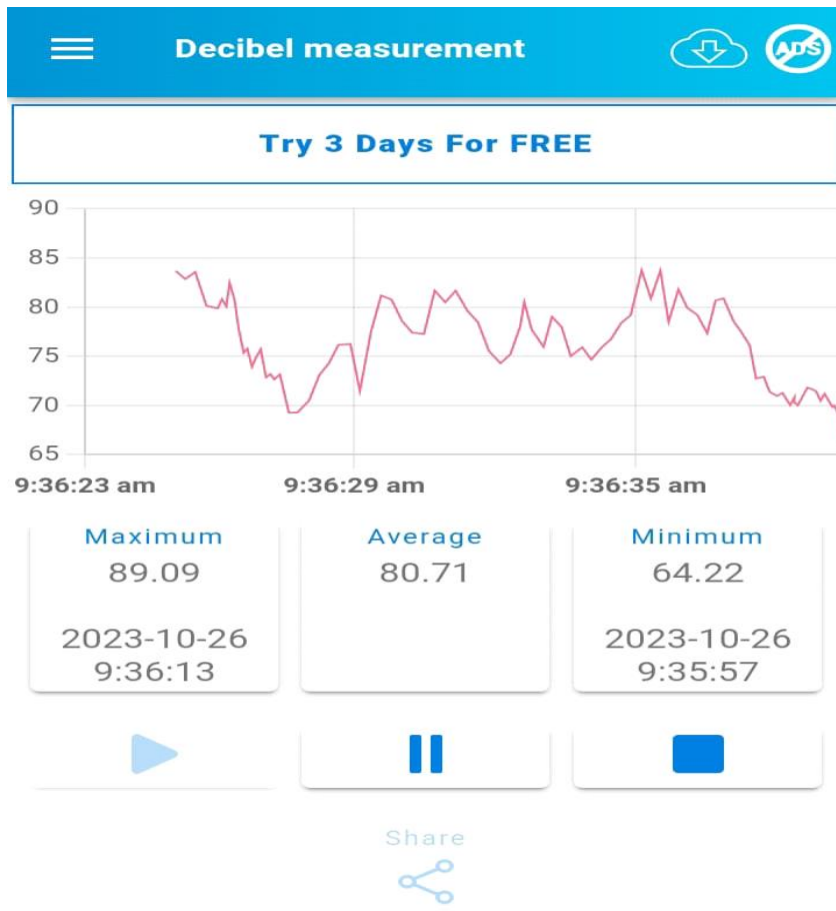 Decibel measurement
ADS
Try 3 Days For FREE
90
85
80
75
70
65
9:36:23 am 9:36:29 am 9:36:35 am
Maximum Average Minimum
89.09 80.71 64.22
2023-10-26 2023-10-26
9:36:13 9:35:57
Share